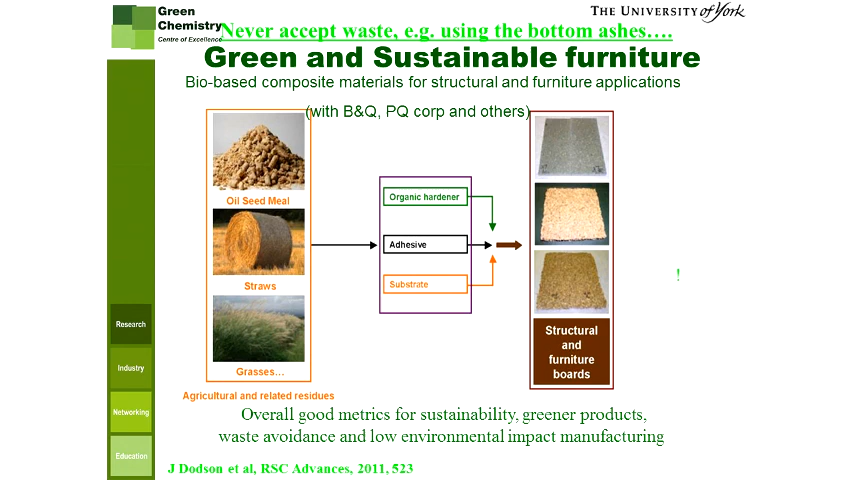 Green
Chemistry
Centre of Excellence
THE UNIVERSITY of York
Never accept waste, e.g. using the bottom ashes….
Green and Sustainable furniture
Bio-based composite materials for structural and furniture applications
(with B&Q, PQ corp and others)
Oil Seed Meal
Straws
Grasses…
Agricultural and related residues
Organic hardener
Adhesive
Substrate
Structural
and
furniture
boards
!
Research
Industry
Networking
Education
Overall good metrics for sustainability, greener products,
waste avoidance and low environmental impact manufacturing
J Dodson et al, RSC Advances, 2011, 523